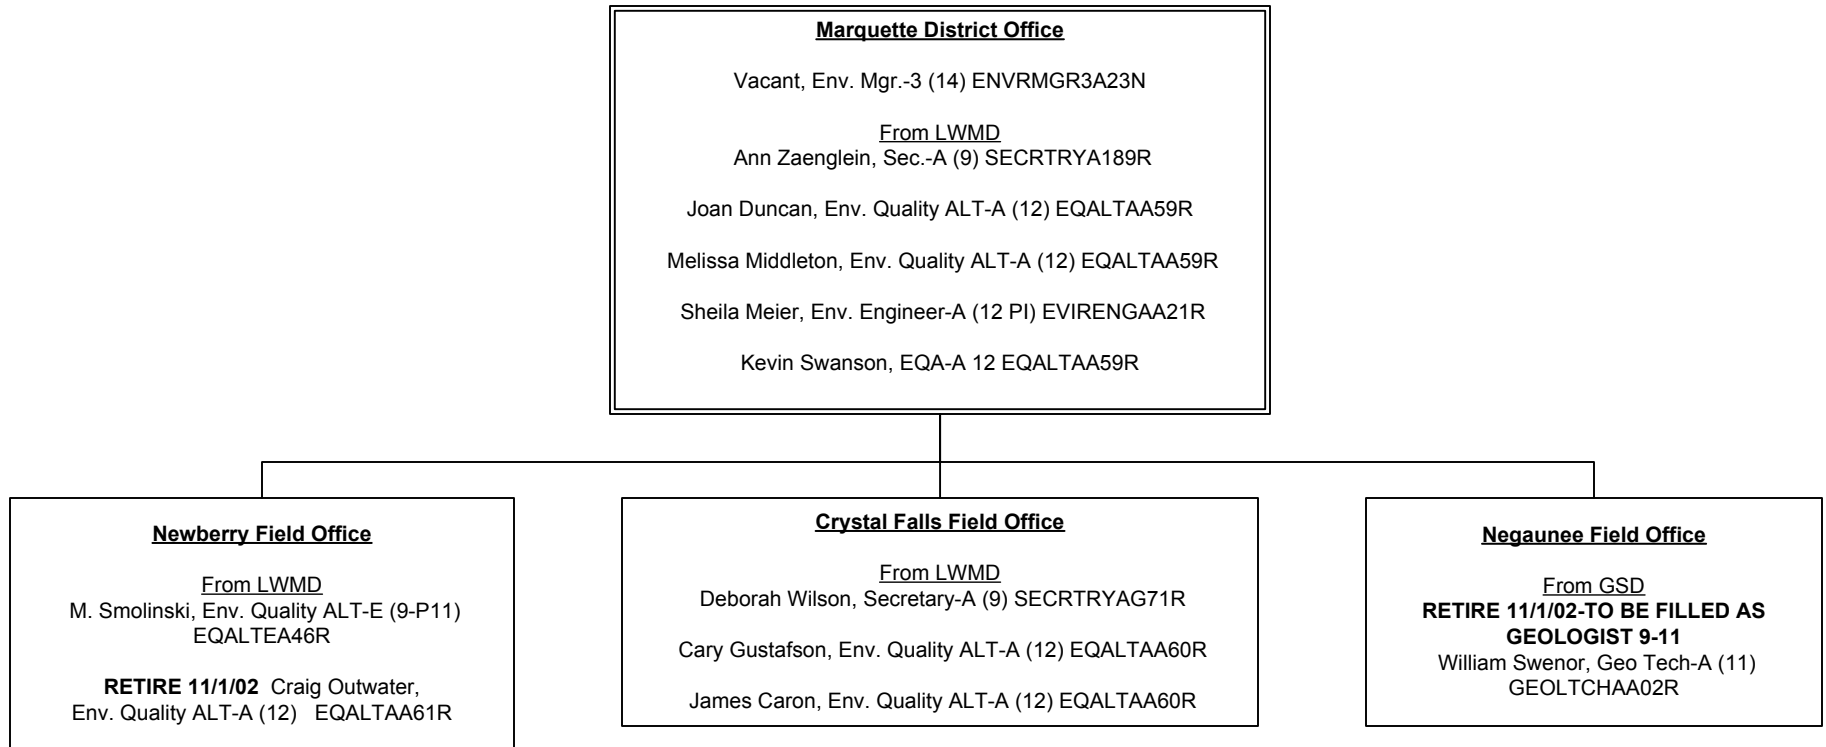 Marquette District Office
Vacant, Env. Mgr.-3 (14) ENVRMGR3A23N
From LWMD
Ann Zaenglein, Sec.-A (9) SECRTRYA189R
Joan Duncan, Env. Quality ALT-A (12) EQALTAA59R
Melissa Middleton, Env. Quality ALT-A (12) EQALTAA59R
Sheila Meier, Env. Engineer-A (12 PI) EVIRENGAA21R
Kevin Swanson, EQA-A 12 EQALTAA59R
Newberry Field Office
From LWMD
M. Smolinski, Env. Quality ALT-E (9-P11)
EQALTEA46R
RETIRE 11/1/02 Craig Outwater,
Env. Quality ALT-A (12) EQALTAA61R
Crystal Falls Field Office
From LWMD
Deborah Wilson, Secretary-A (9) SECRTRYAG71R
Cary Gustafson, Env. Quality ALT-A (12) EQALTAA60R
James Caron, Env. Quality ALT-A (12) EQALTAA60R
Negaunee Field Office
From GSD
RETIRE 11/1/02-TO BE FILLED AS
GEOLOGIST 9-11
William Swenor, Geo Tech-A (11)
GEOLTCHAA02R